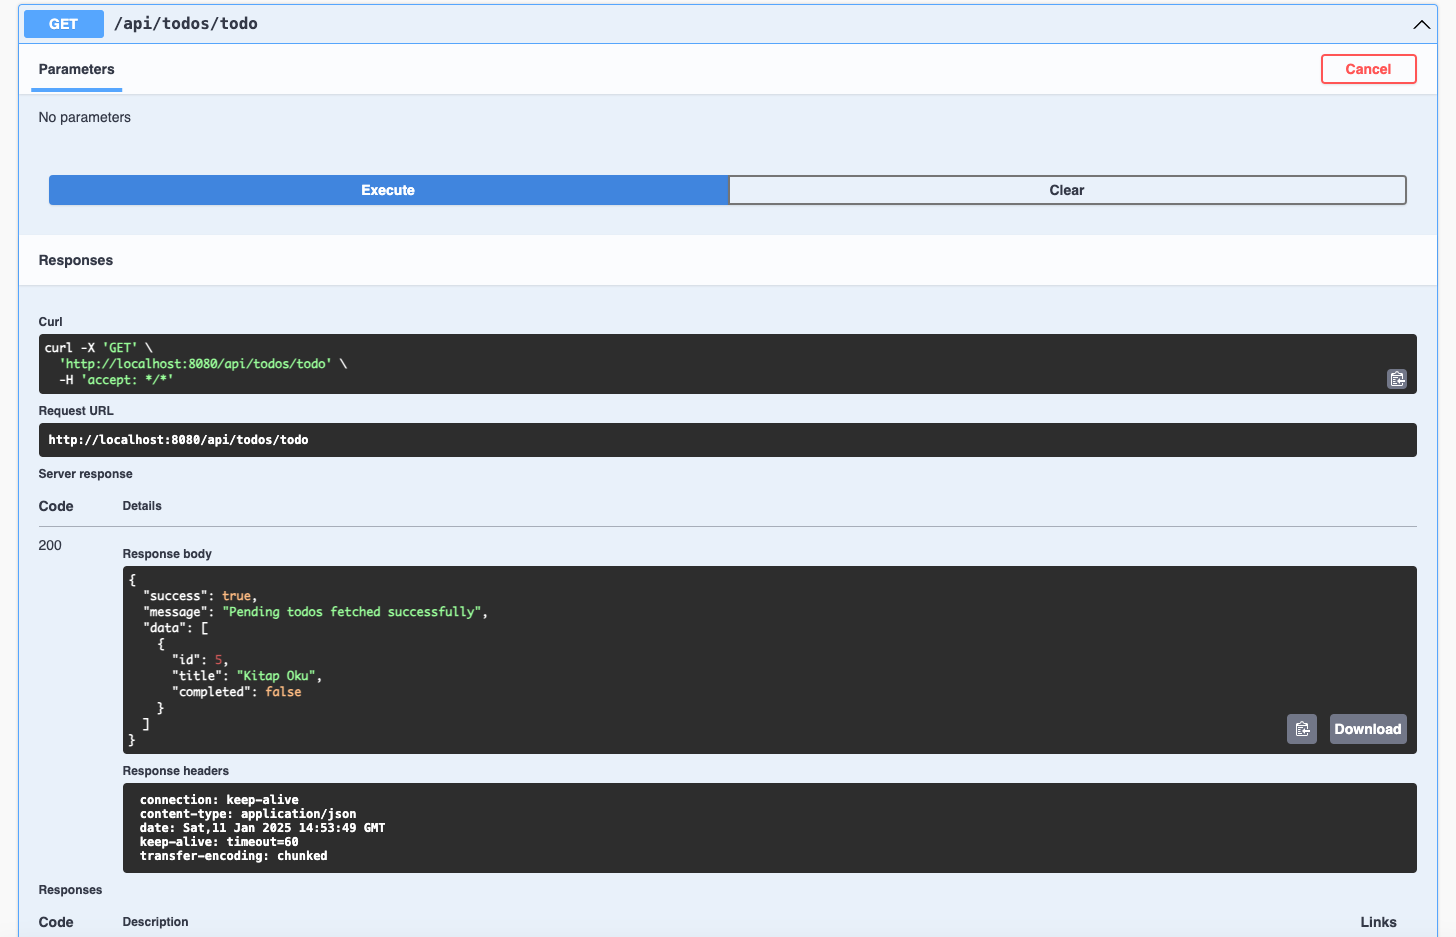 GET /api/todos/todo
Parameters
Cancel
No parameters
Execute
Clear
Responses
Curl
curl -X 'GET' \
  'http://localhost:8080/api/todos/todo' \
  -H 'accept: */*'
Request URL
http://localhost:8080/api/todos/todo
Server response
Code Details
200
Response body
{
  "success": true,
  "message": "Pending todos fetched successfully",
  "data": [
    {
      "id": 5,
      "title": "Kitap Oku",
      "completed": false
    }
  ]
}
Download
Response headers
connection: keep-alive
content-type: application/json
date: Sat,11 Jan 2025 14:53:49 GMT
keep-alive: timeout=60
transfer-encoding: chunked
Responses
Code Description Links